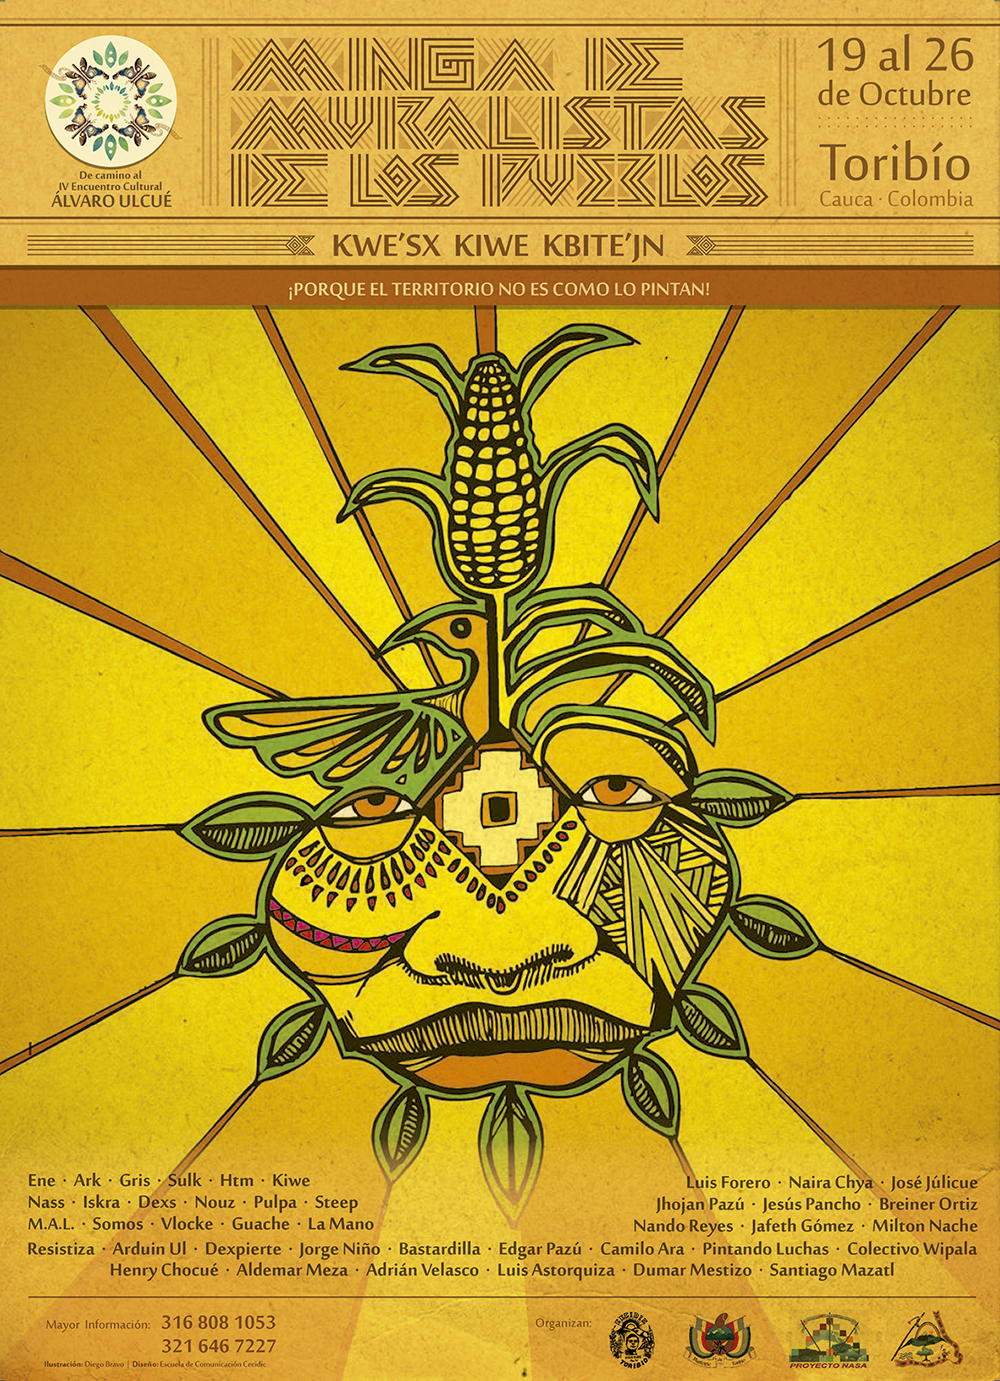 MINGA DE
MURALISTAS
DE LOS PUEBLOS
De camino al
IV Encuentro Cultural
ÁLVARO ULCUÉ
19 al 26
de Octubre
Toribío
Cauca · Colombia
KWE'SX KIWE KBITE'JN
¡PORQUE EL TERRITORIO NO ES COMO LO PINTAN!
Ene · Ark · Gris · Sulk · Htm · Kiwe
Nass · Iskra · Dexs · Nouz · Pulpa · Steep
M.A.L. · Somos · Vlocke · Guache · La Mano
Luis Forero · Naira Chya · José Júlicue
Jhojan Pazú · Jesús Pancho · Breiner Ortiz
Nando Reyes · Jafeth Gómez · Milton Nache
Resistiza · Arduin Ul · Dexpierte · Jorge Niño · Bastardilla · Edgar Pazú · Camilo Ara · Pintando Luchas · Colectivo Wipala
Henry Chocué · Aldemar Meza · Adrián Velasco · Luis Astorquiza · Dumar Mestizo · Santiago Mazatl
Mayor Información: 316 808 1053
321 646 7227
Ilustración: Diego Bravo | Diseño: Escuela de Comunicación Cecidic
Organizan:
TORIBIO
PROYECTO NASA